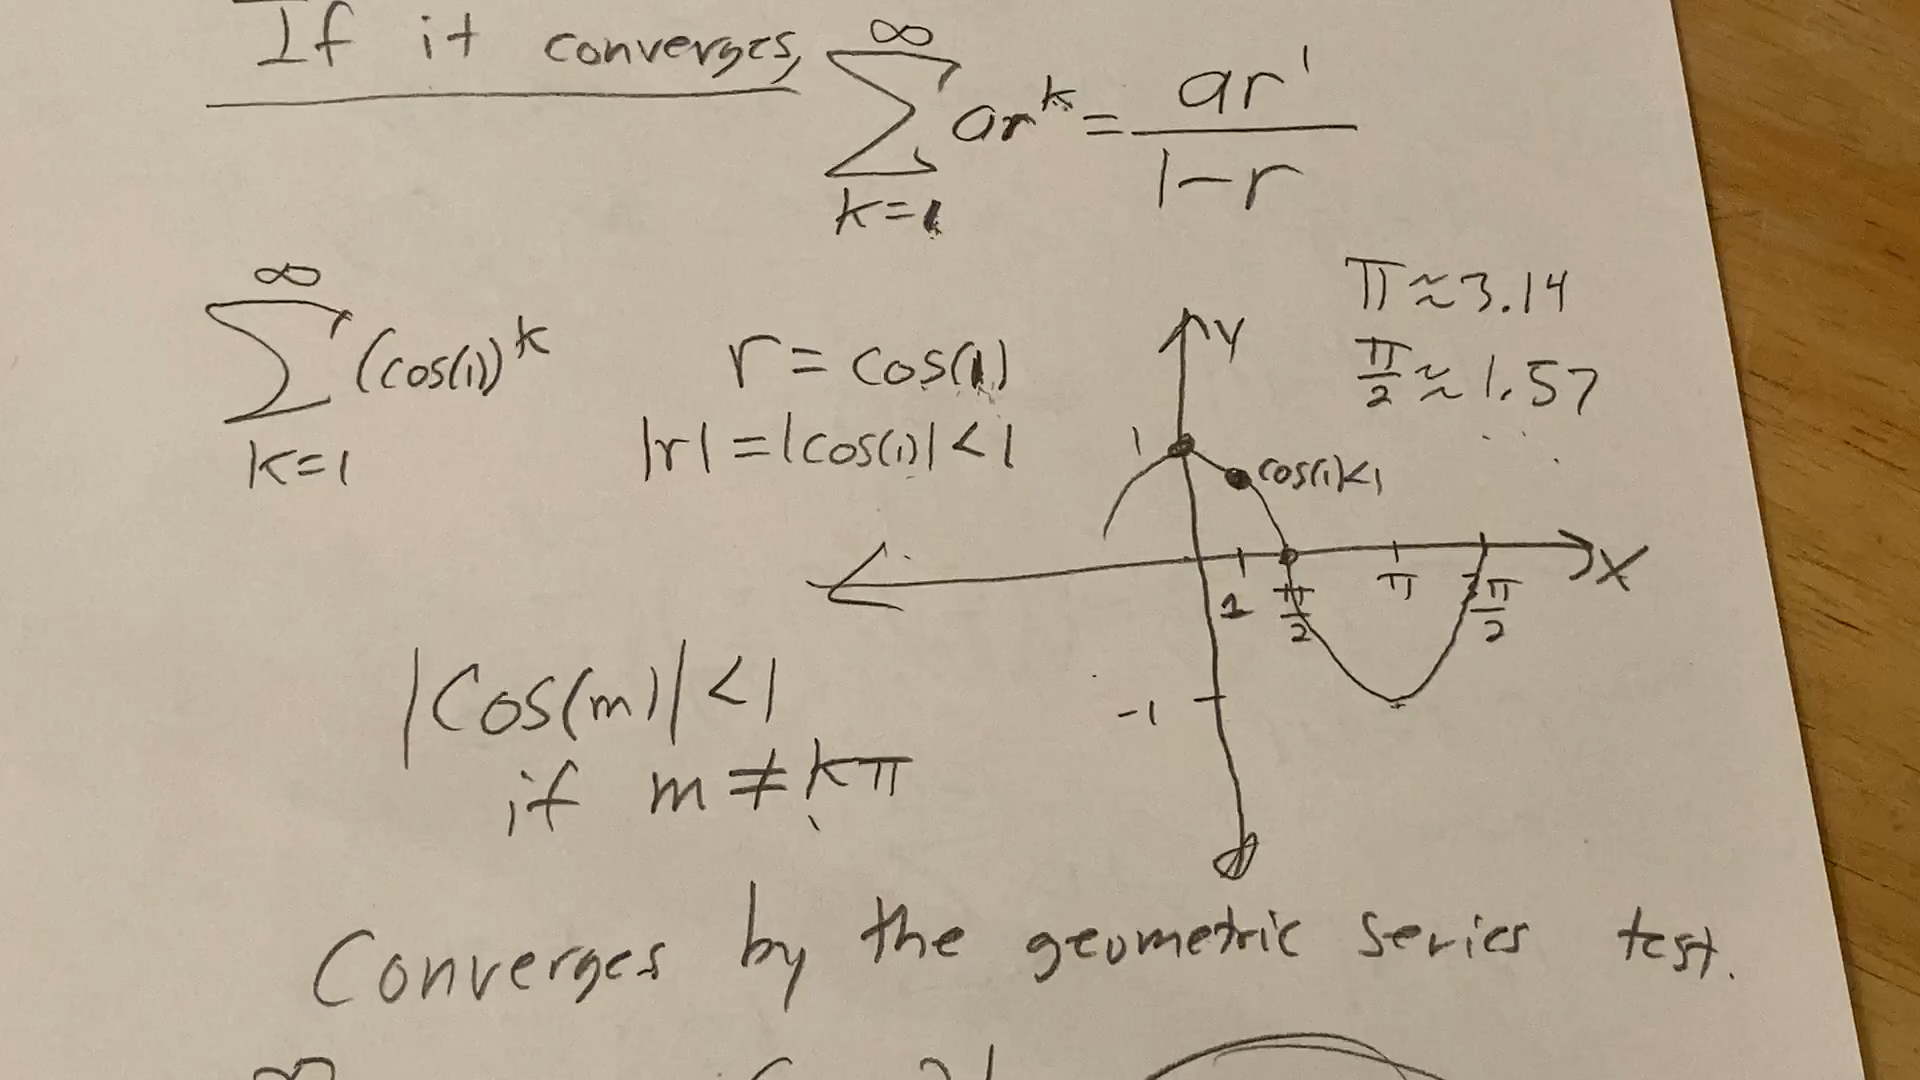 If it converges, ∞∑k=1 ar^k = ar^1 / 1-r
π≈3.14
π/2≈1.57
∞∑k=1 (cos(1))^k
r = cos(1)
|r| = |cos(1)| < 1
Y
1
cos(1)<1
X
1 π/2 π 3π/2
-1
|Cos(m)| < 1
if m ≠ kπ
Converges by the geometric series test.